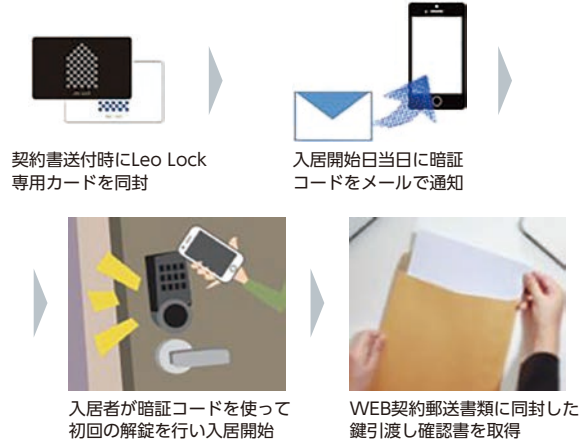 Leo Lock
契約書送付時にLeo Lock
専用カードを同封
入居開始日当日に暗証
コードをメールで通知
入居者が暗証コードを使って
初回の解錠を行い入居開始
WEB契約郵送書類に同封した
鍵引渡し確認書を取得